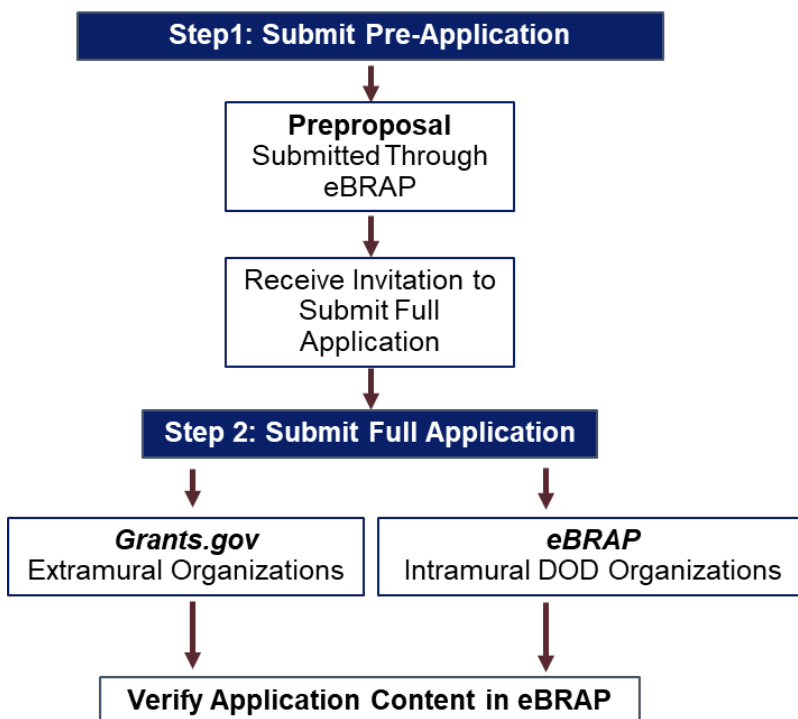 Step1: Submit Pre-Application
Preproposal
Submitted Through
eBRAP
Receive Invitation to
Submit Full
Application
Step 2: Submit Full Application
Grants.gov
Extramural Organizations
eBRAP
Intramural DOD Organizations
Verify Application Content in eBRAP